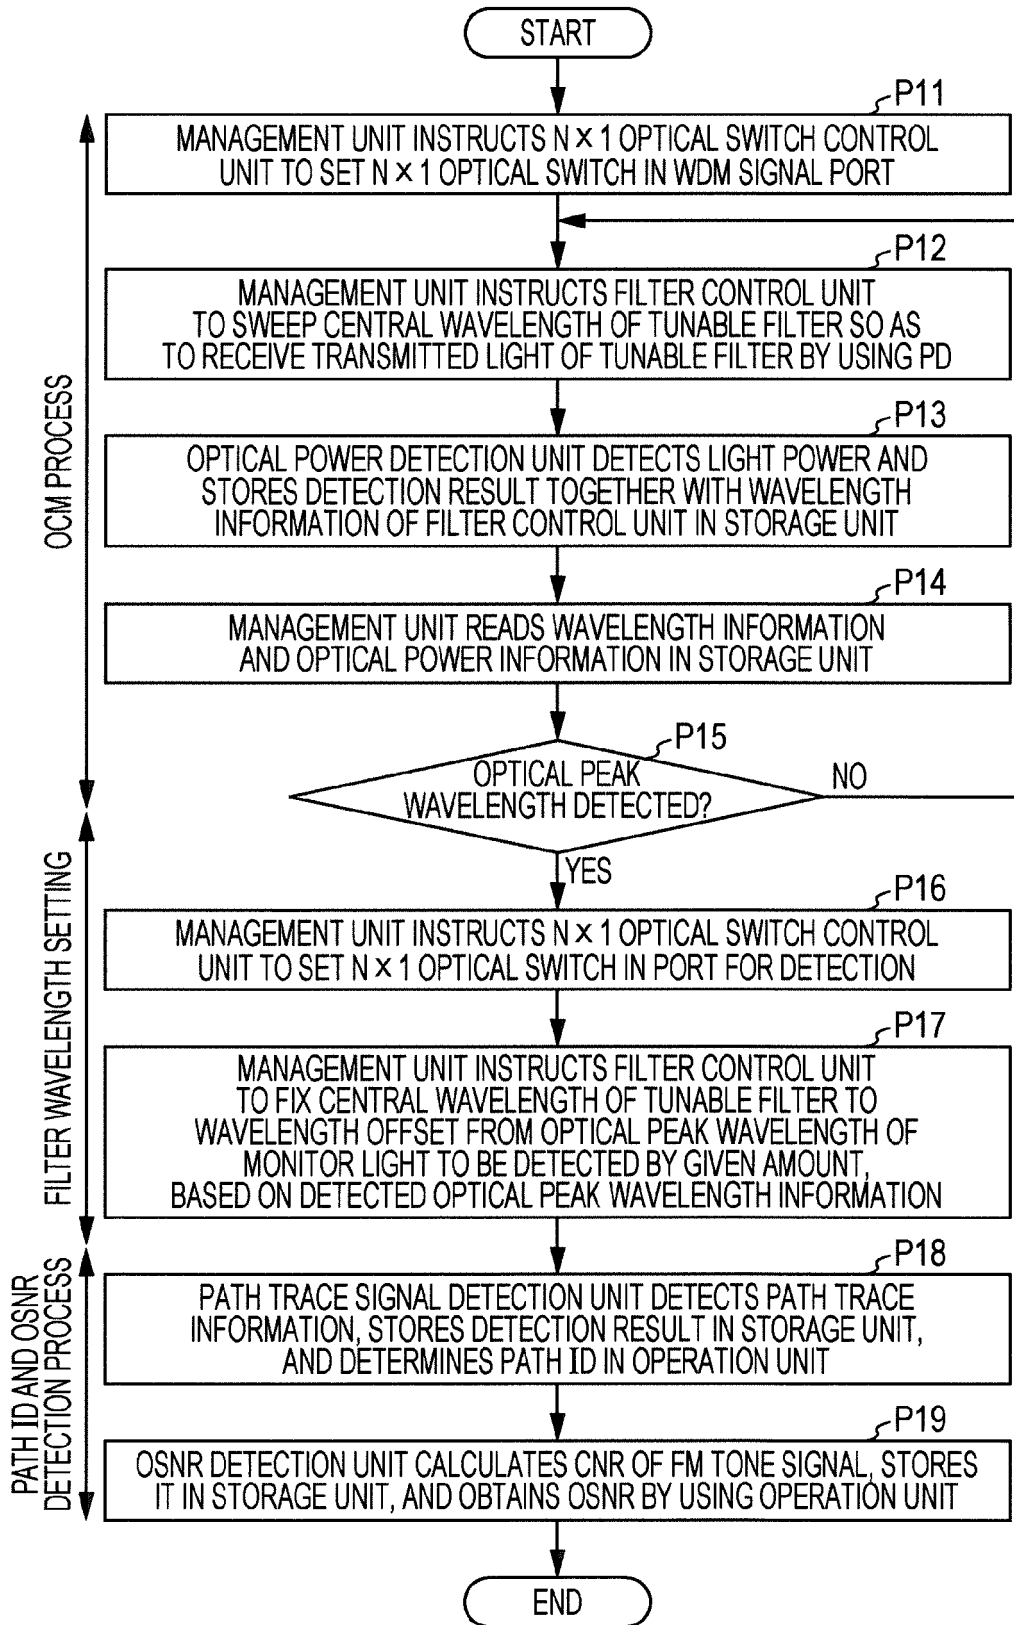 START
P11
MANAGEMENT UNIT INSTRUCTS N × 1 OPTICAL SWITCH CONTROL
UNIT TO SET N × 1 OPTICAL SWITCH IN WDM SIGNAL PORT
P12
MANAGEMENT UNIT INSTRUCTS FILTER CONTROL UNIT
TO SWEEP CENTRAL WAVELENGTH OF TUNABLE FILTER SO AS
TO RECEIVE TRANSMITTED LIGHT OF TUNABLE FILTER BY USING PD
OCM PROCESS
P13
OPTICAL POWER DETECTION UNIT DETECTS LIGHT POWER AND
STORES DETECTION RESULT TOGETHER WITH WAVELENGTH
INFORMATION OF FILTER CONTROL UNIT IN STORAGE UNIT
P14
MANAGEMENT UNIT READS WAVELENGTH INFORMATION
AND OPTICAL POWER INFORMATION IN STORAGE UNIT
P15
OPTICAL PEAK
WAVELENGTH DETECTED?
NO
YES
FILTER WAVELENGTH SETTING
P16
MANAGEMENT UNIT INSTRUCTS N × 1 OPTICAL SWITCH CONTROL
UNIT TO SET N × 1 OPTICAL SWITCH IN PORT FOR DETECTION
P17
MANAGEMENT UNIT INSTRUCTS FILTER CONTROL UNIT
TO FIX CENTRAL WAVELENGTH OF TUNABLE FILTER TO
WAVELENGTH OFFSET FROM OPTICAL PEAK WAVELENGTH OF
MONITOR LIGHT TO BE DETECTED BY GIVEN AMOUNT,
BASED ON DETECTED OPTICAL PEAK WAVELENGTH INFORMATION
PATH ID AND OSNR
DETECTION PROCESS
P18
PATH TRACE SIGNAL DETECTION UNIT DETECTS PATH TRACE
INFORMATION, STORES DETECTION RESULT IN STORAGE UNIT,
AND DETERMINES PATH ID IN OPERATION UNIT
P19
OSNR DETECTION UNIT CALCULATES CNR OF FM TONE SIGNAL, STORES
IT IN STORAGE UNIT, AND OBTAINS OSNR BY USING OPERATION UNIT
END